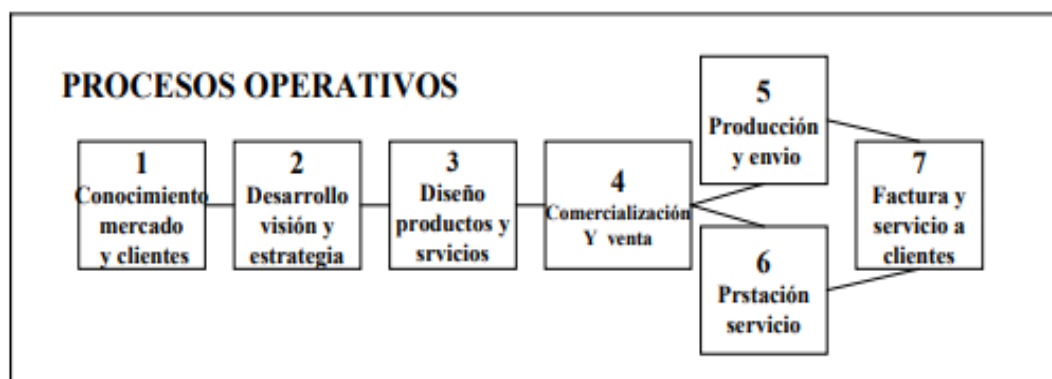 PROCESOS OPERATIVOS
1
Conocimiento
mercado
y clientes
2
Desarrollo
visión y
estrategia
3
Diseño
productos y
srvicios
4
Comercialización
Y venta
5
Producción
y envio
6
Prstación
servicio
7
Factura y
servicio a
clientes